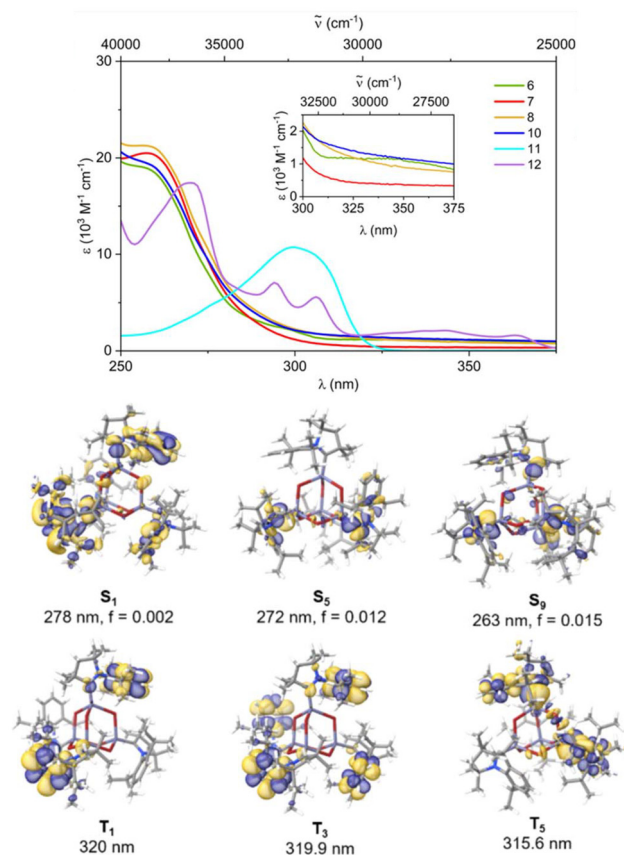 ṽ (cm⁻¹)
40000 35000 30000 25000
30
20
10
0
ε (10³ M⁻¹ cm⁻¹)
250 300 350
λ (nm)
6
7
8
10
11
12
ṽ (cm⁻¹)
32500 30000 27500
2
1
0
ε (10³ M⁻¹ cm⁻¹)
300 325 350 375
λ (nm)
S₁ S₅ S₉
278 nm, f = 0.002 272 nm, f = 0.012 263 nm, f = 0.015
T₁ T₃ T₅
320 nm 319.9 nm 315.6 nm